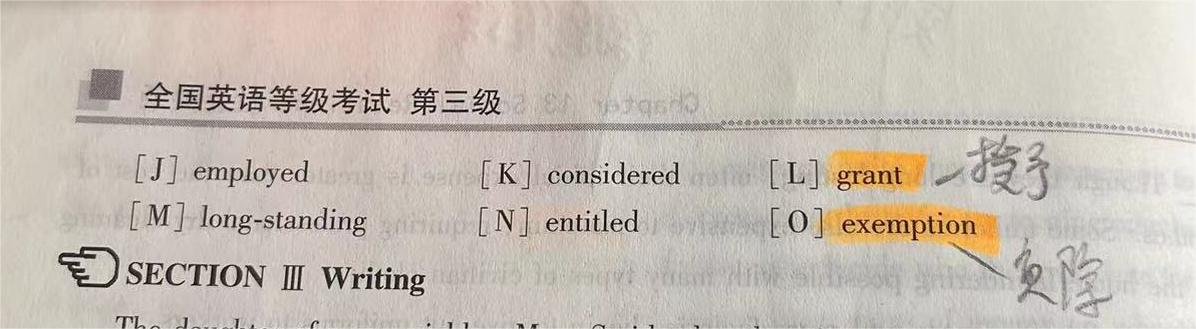 全国英语等级考试 第三级
[J] employed [K] considered [L] grant 授予
[M] long-standing [N] entitled [O] exemption
免除
SECTION Ⅲ Writing